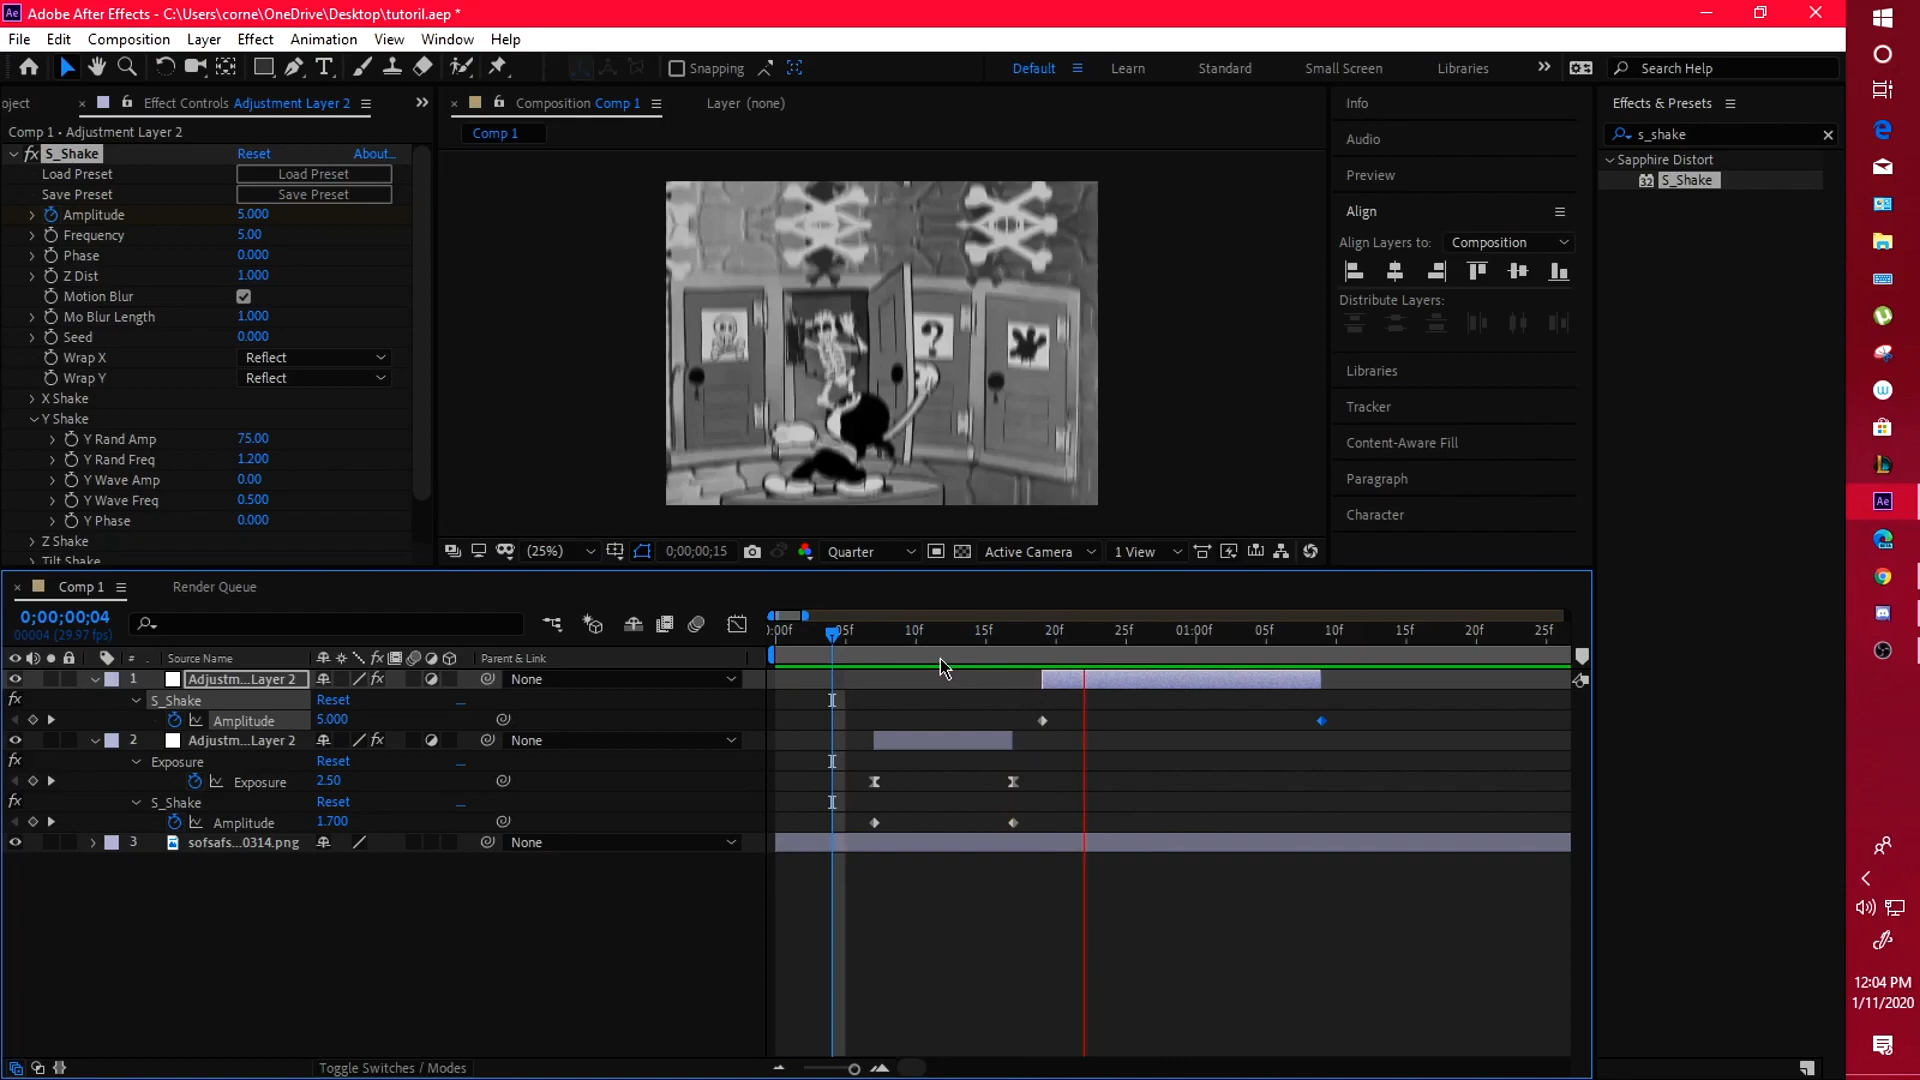 Ae Adobe After Effects - C:\Users\corne\OneDrive\Desktop\tutoril.aep *
File Edit Composition Layer Effect Animation View Window Help
T Snapping Default Learn Standard Small Screen Libraries Search Help
oject Effect Controls Adjustment Layer 2
Composition Comp 1 Layer (none)
Comp 1
Comp 1 • Adjustment Layer 2
fx S_Shake Reset About...
Load Preset Load Preset
Save Preset Save Preset
Amplitude 5.000
Frequency 5.00
Phase 0.000
Z Dist 1.000
Motion Blur
Mo Blur Length 1.000
Seed 0.000
Wrap X Reflect
Wrap Y Reflect
X Shake
Y Shake
Y Rand Amp 75.00
Y Rand Freq 1.200
Y Wave Amp 0.00
Y Wave Freq 0.500
Y Phase 0.000
Z Shake
Tilt Shake
?
(25%) 0;00;00;15 Quarter Active Camera 1 View
Info
Audio
Preview
Align
Align Layers to: Composition
Distribute Layers:
Libraries
Tracker
Content-Aware Fill
Paragraph
Character
Effects & Presets
s_shake
Sapphire Distort
32 S_Shake
Comp 1 Render Queue
0;00;00;04
00004 (29.97 fps)
):00f 05f 10f 15f 20f 25f 01:00f 05f 10f 15f 20f 25f
# . Source Name fx Parent & Link
1 Adjustm...Layer 2 fx None
fx S_Shake Reset ...
Amplitude 5.000
2 Adjustm...Layer 2 fx None
fx Exposure Reset ...
Exposure 2.50
fx S_Shake Reset ...
Amplitude 1.700
3 sofsafs...0314.png None
Toggle Switches / Modes
W
Ae
12:04 PM
1/11/2020